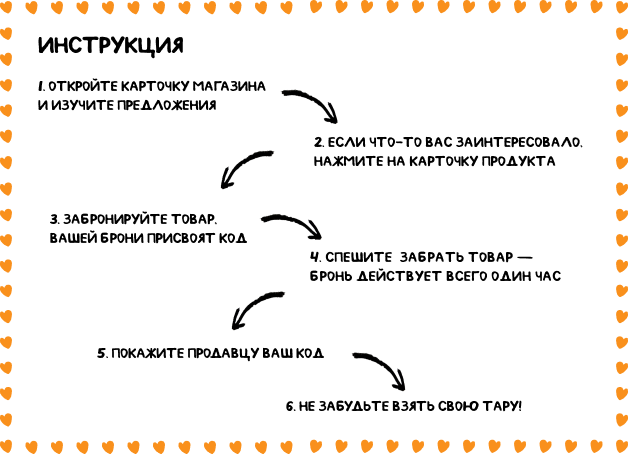 ИНСТРУКЦИЯ
1. ОТКРОЙТЕ КАРТОЧКУ МАГАЗИНА
И ИЗУЧИТЕ ПРЕДЛОЖЕНИЯ
2. ЕСЛИ ЧТО-ТО ВАС ЗАИНТЕРЕСОВАЛО,
НАЖМИТЕ НА КАРТОЧКУ ПРОДУКТА
3. ЗАБРОНИРУЙТЕ ТОВАР.
ВАШЕЙ БРОНИ ПРИСВОЯТ КОД
4. СПЕШИТЕ ЗАБРАТЬ ТОВАР —
БРОНЬ ДЕЙСТВУЕТ ВСЕГО ОДИН ЧАС
5. ПОКАЖИТЕ ПРОДАВЦУ ВАШ КОД
6. НЕ ЗАБУДЬТЕ ВЗЯТЬ СВОЮ ТАРУ!